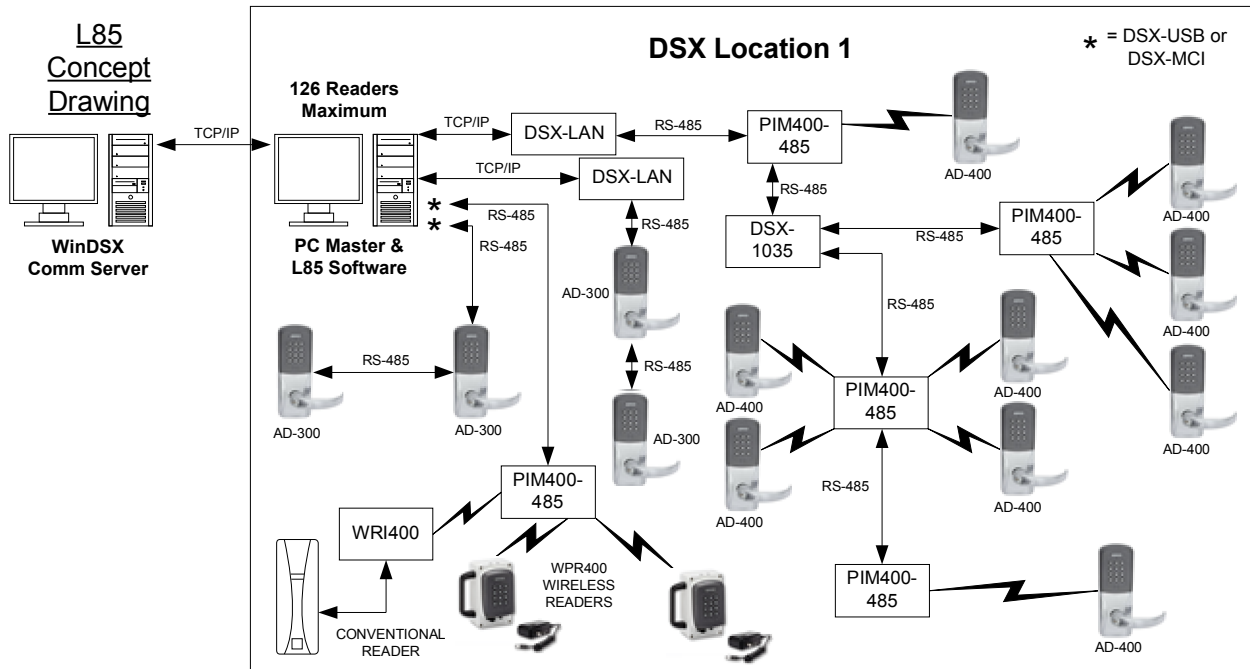 L85
Concept
Drawing
DSX Location 1
* = DSX-USB or
DSX-MCI
126 Readers
Maximum
TCP/IP
TCP/IP
DSX-LAN
RS-485
PIM400-
485
AD-400
TCP/IP
DSX-LAN
*
*
RS-485
RS-485
RS-485
RS-485
DSX-
1035
RS-485
PIM400-
485
AD-400
WinDSX
Comm Server
PC Master &
L85 Software
AD-300
RS-485
AD-400
RS-485
RS-485
AD-300
AD-300
AD-300
AD-400
PIM400-
485
AD-400
AD-400
RS-485
AD-400
AD-400
PIM400-
485
WRI400
WPR400
WIRELESS
READERS
CONVENTIONAL
READER
PIM400-
485
AD-400